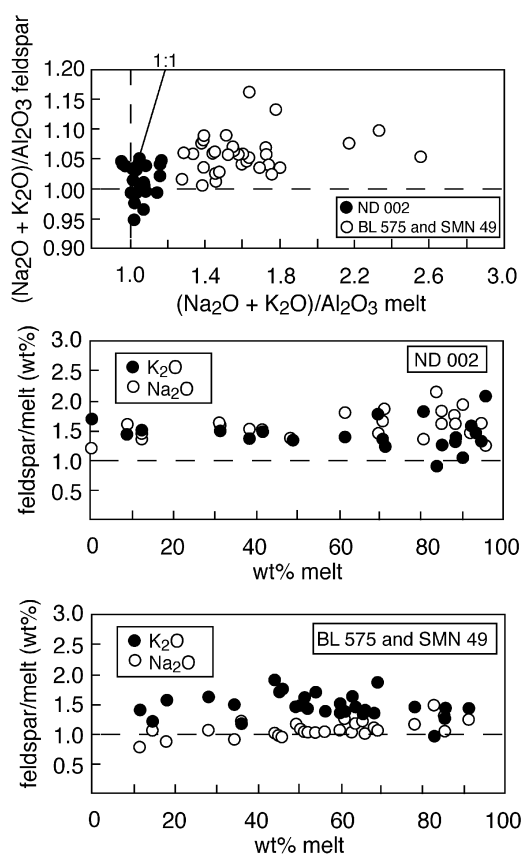 1:1
1.20
1.15
1.10
1.05
1.00
0.95
0.90
(Na2O + K2O)/Al2O3 feldspar
ND 002
BL 575 and SMN 49
1.0 1.4 1.8 2.2 2.6 3.0
(Na2O + K2O)/Al2O3 melt
3.0
2.5
2.0
1.5
1.0
0.5
feldspar/melt (wt%)
K2O
Na2O
ND 002
0 20 40 60 80 100
wt% melt
3.0
2.5
2.0
1.5
1.0
0.5
feldspar/melt (wt%)
K2O
Na2O
BL 575 and SMN 49
0 20 40 60 80 100
wt% melt